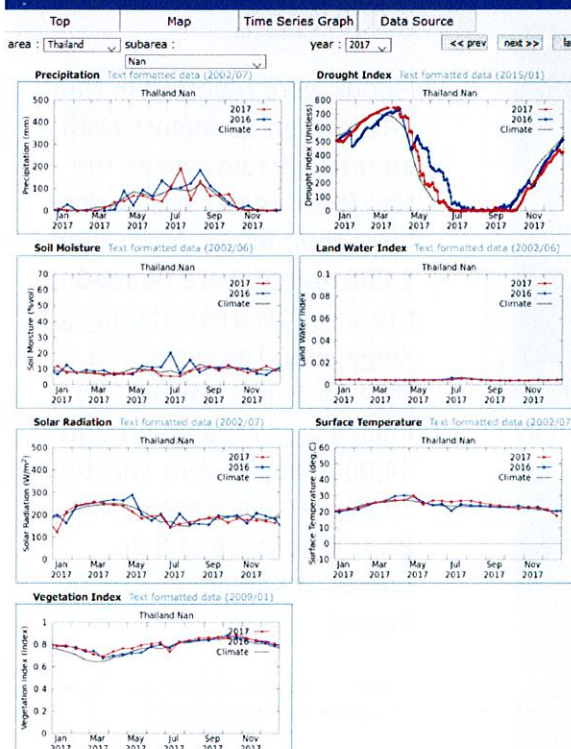 Top Map Time Series Graph Data Source
area : Thailand subarea : year : 2017 << prev next >> la
Nan
Precipitation Text formatted data (2002/07) Drought Index Text formatted data (2015/01)
Thailand.Nan
500
400
300
200
100
0
Precipitation (mm)
2017
2016
Climate
Jan Mar May Jul Sep Nov
2017 2017 2017 2017 2017 2017
Thailand.Nan
800
700
600
500
400
300
200
100
0
Drought Index (Unitless)
2017
2016
Climate
Jan Mar May Jul Sep Nov
2017 2017 2017 2017 2017 2017
Soil Moisture Text formatted data (2002/06) Land Water Index Text formatted data (2002/06)
Thailand.Nan
70
60
50
40
30
20
10
0
Soil Moisture (%vol)
2017
2016
Climate
Jan Mar May Jul Sep Nov
2017 2017 2017 2017 2017 2017
Thailand.Nan
0.1
0.08
0.06
0.04
0.02
0
Land Water Index
2017
2016
Climate
Jan Mar May Jul Sep Nov
2017 2017 2017 2017 2017 2017
Solar Radiation Text formatted data (2002/07) Surface Temperature Text formatted data (2002/07
Thailand.Nan
500
400
300
200
100
0
Solar Radiation (W/m²)
2017
2016
Climate
Jan Mar May Jul Sep Nov
2017 2017 2017 2017 2017 2017
Thailand.Nan
60
50
40
30
20
10
0
10
Surface Temperature (deg.C)
2017
2016
Climate
Jan Mar May Jul Sep Nov
2017 2017 2017 2017 2017 2017
Vegetation Index Text formatted data (2009/01)
Thailand.Nan
1
0.8
0.6
0.4
0.2
0
Vegetation Index (Index)
2017
2016
Climate
Jan Mar May Jul Sep Nov
2017 2017 2017 2017 2017 2017